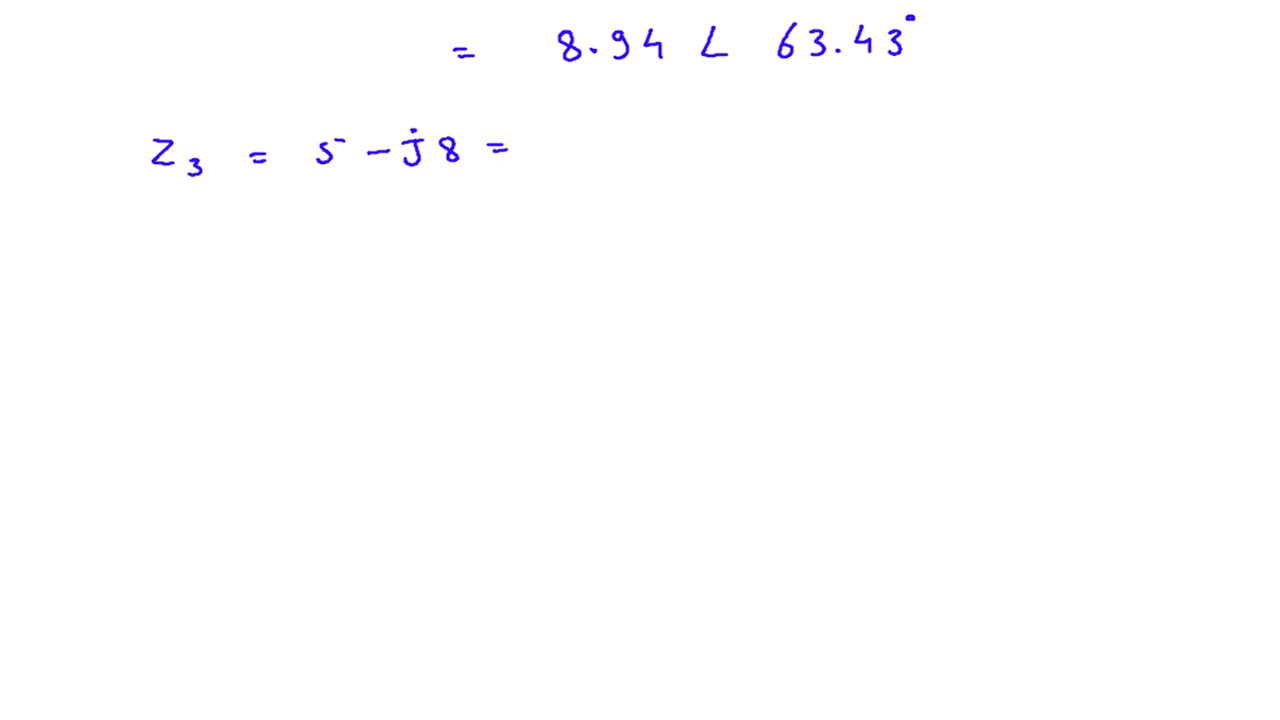 = 8.94 ∠ 63.43°
Z₃ = 5 - j8 =